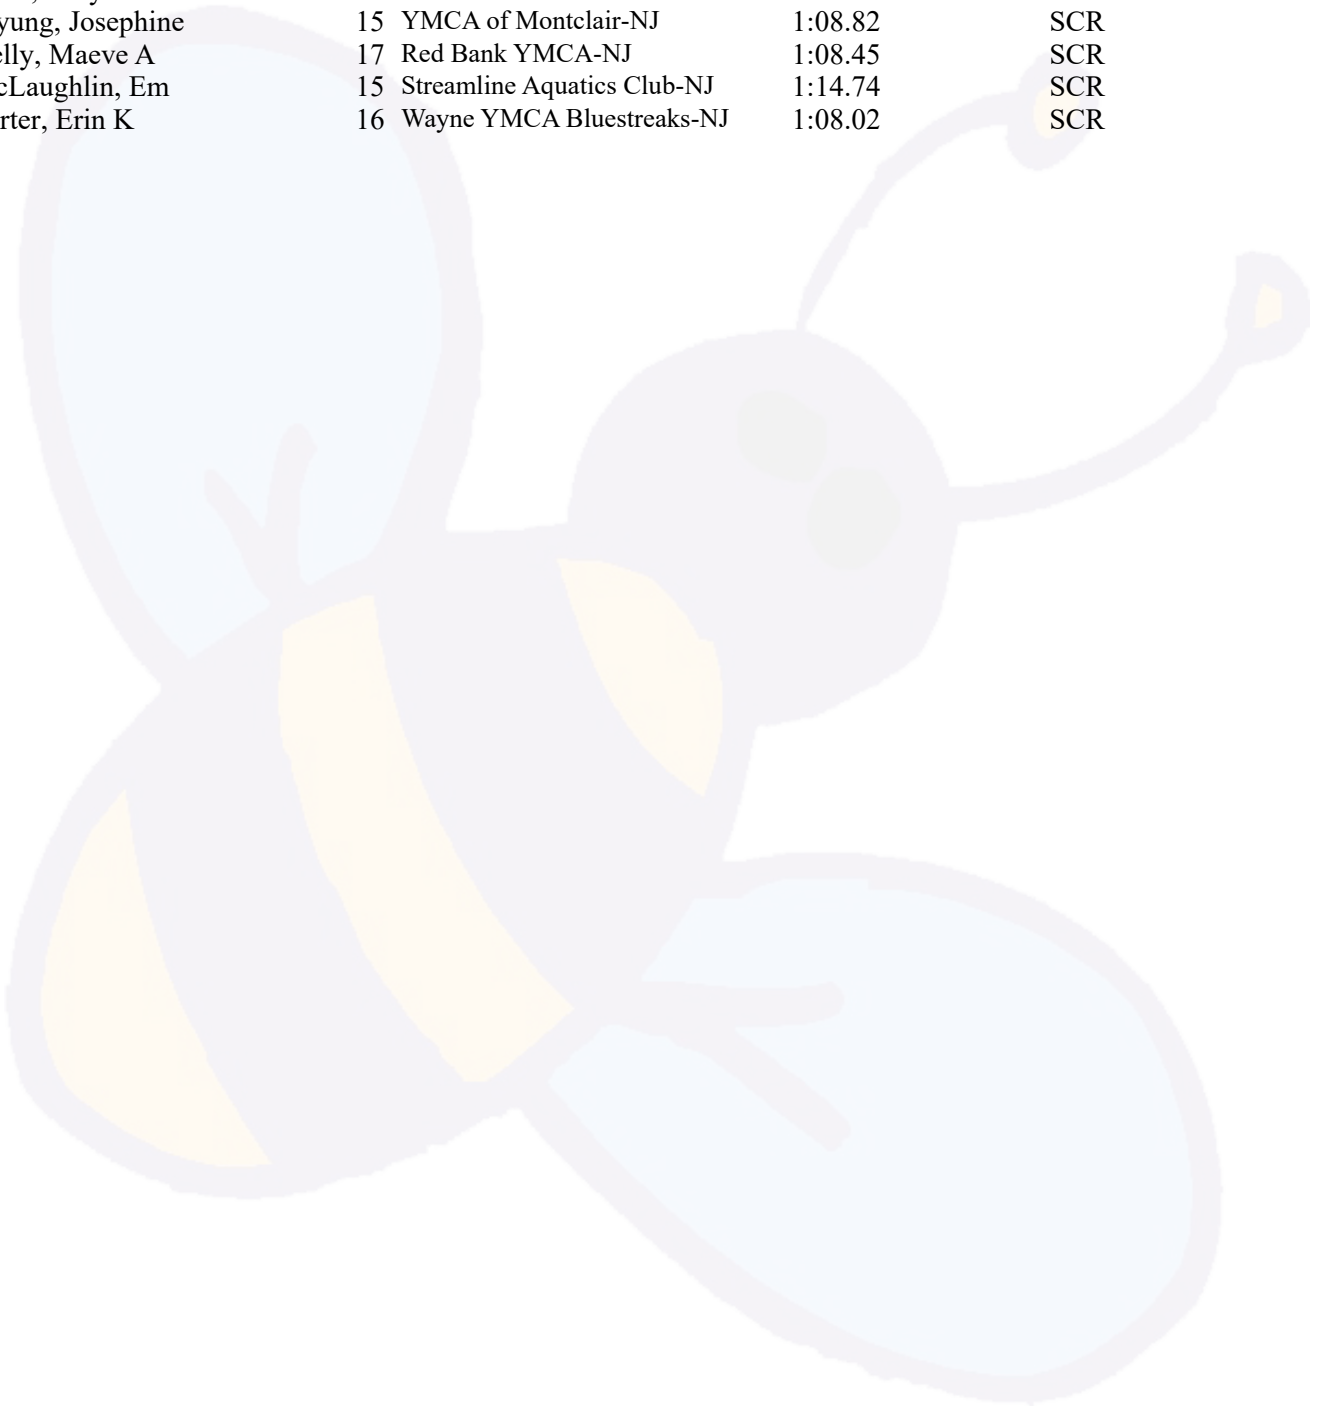 yung, Josephine 15 YMCA of Montclair-NJ 1:08.82 SCR
elly, Maeve A 17 Red Bank YMCA-NJ 1:08.45 SCR
cLaughlin, Em 15 Streamline Aquatics Club-NJ 1:14.74 SCR
rter, Erin K 16 Wayne YMCA Bluestreaks-NJ 1:08.02 SCR